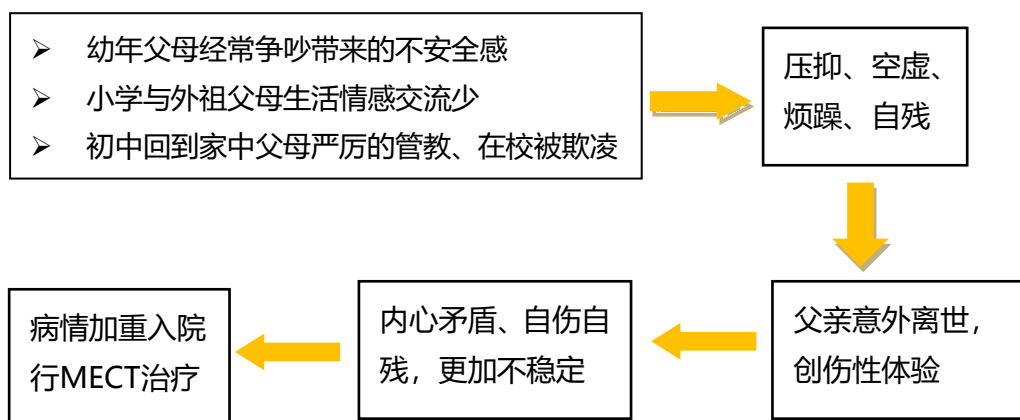 ➢ 幼年父母经常争吵带来的不安全感
➢ 小学与外祖父母生活情感交流少
➢ 初中回到家中父母严厉的管教、在校被欺凌
压抑、空虚、
烦躁、自残
父亲意外离世，
创伤性体验
内心矛盾、自伤自
残，更加不稳定
病情加重入院
行MECT治疗